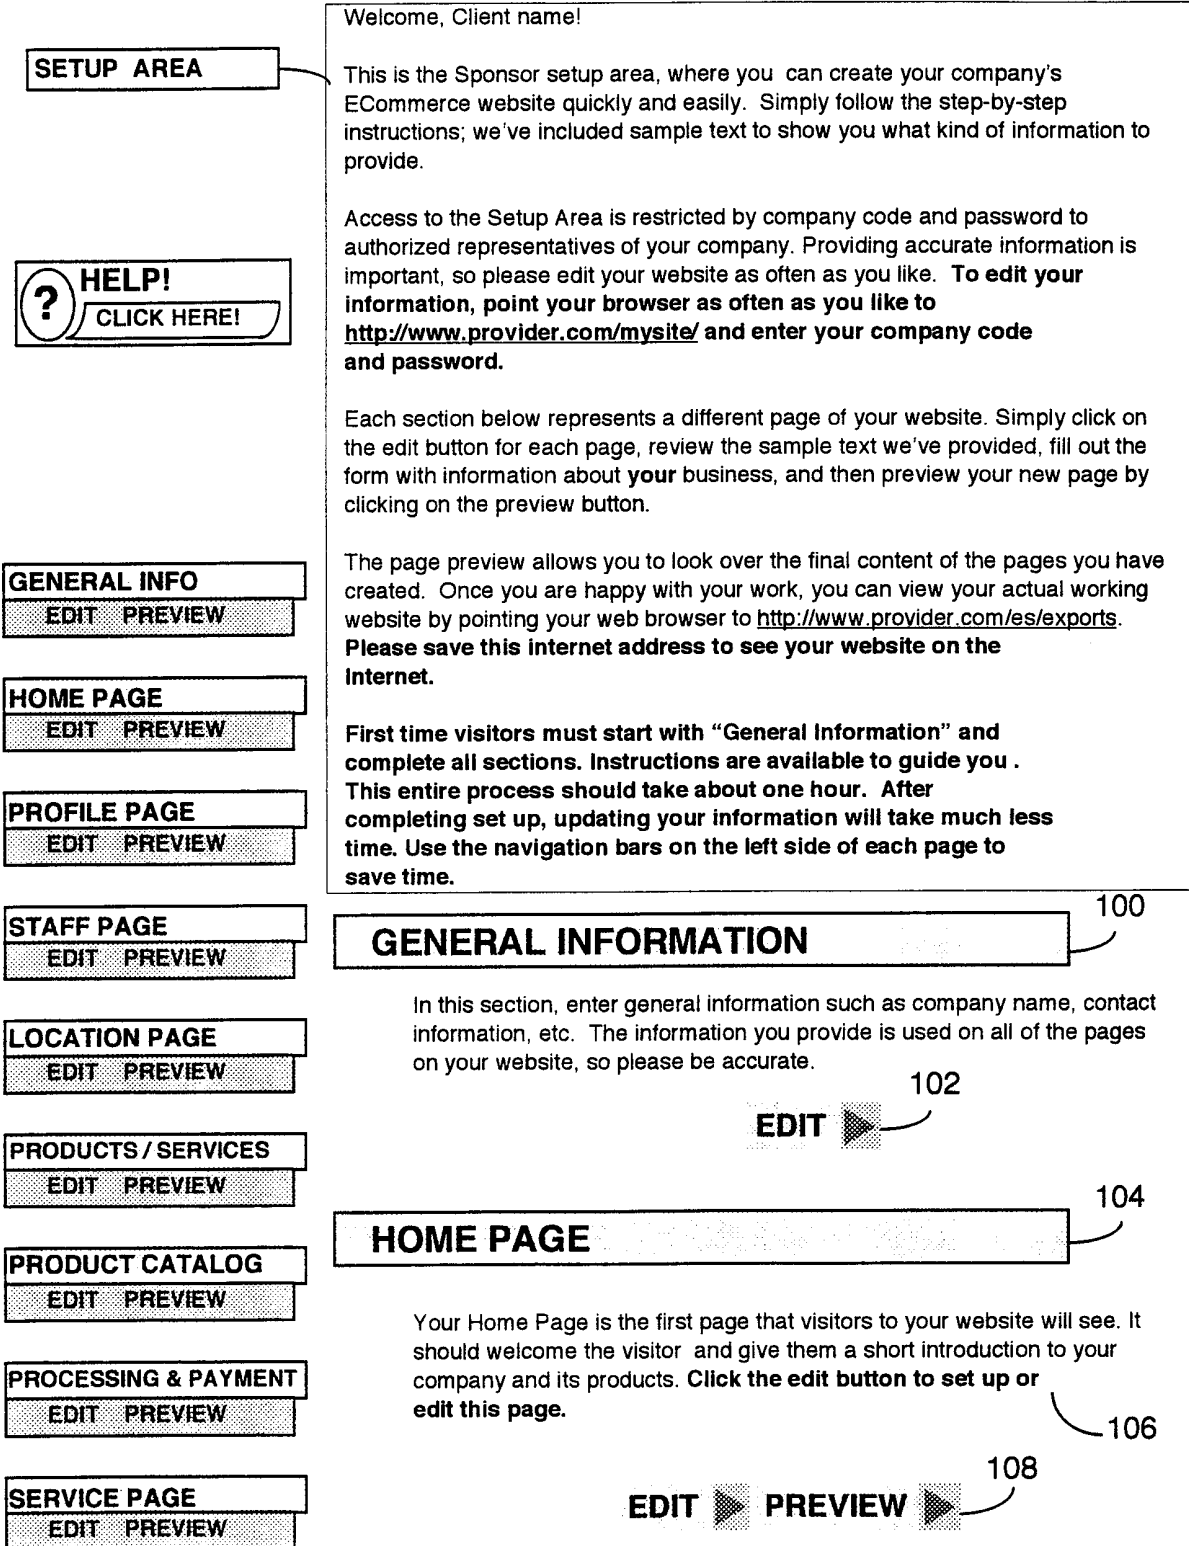 SETUP AREA
HELP!
?
CLICK HERE!
GENERAL INFO
EDIT PREVIEW
HOME PAGE
EDIT PREVIEW
PROFILE PAGE
EDIT PREVIEW
STAFF PAGE
EDIT PREVIEW
LOCATION PAGE
EDIT PREVIEW
PRODUCTS / SERVICES
EDIT PREVIEW
PRODUCT CATALOG
EDIT PREVIEW
PROCESSING & PAYMENT
EDIT PREVIEW
SERVICE PAGE
EDIT PREVIEW
Welcome, Client name!
This is the Sponsor setup area, where you can create your company's
ECommerce website quickly and easily. Simply follow the step-by-step
instructions; we've included sample text to show you what kind of information to
provide.
Access to the Setup Area is restricted by company code and password to
authorized representatives of your company. Providing accurate information is
important, so please edit your website as often as you like. To edit your
information, point your browser as often as you like to
http://www.provider.com/mysite/ and enter your company code
and password.
Each section below represents a different page of your website. Simply click on
the edit button for each page, review the sample text we've provided, fill out the
form with information about your business, and then preview your new page by
clicking on the preview button.
The page preview allows you to look over the final content of the pages you have
created. Once you are happy with your work, you can view your actual working
website by pointing your web browser to http://www.provider.com/es/exports.
Please save this internet address to see your website on the
Internet.
First time visitors must start with “General Information” and
complete all sections. Instructions are available to guide you .
This entire process should take about one hour. After
completing set up, updating your information will take much less
time. Use the navigation bars on the left side of each page to
save time.
100
GENERAL INFORMATION
In this section, enter general information such as company name, contact
information, etc. The information you provide is used on all of the pages
on your website, so please be accurate.
102
EDIT
104
HOME PAGE
Your Home Page is the first page that visitors to your website will see. It
should welcome the visitor and give them a short introduction to your
company and its products. Click the edit button to set up or
edit this page.
106
108
EDIT PREVIEW